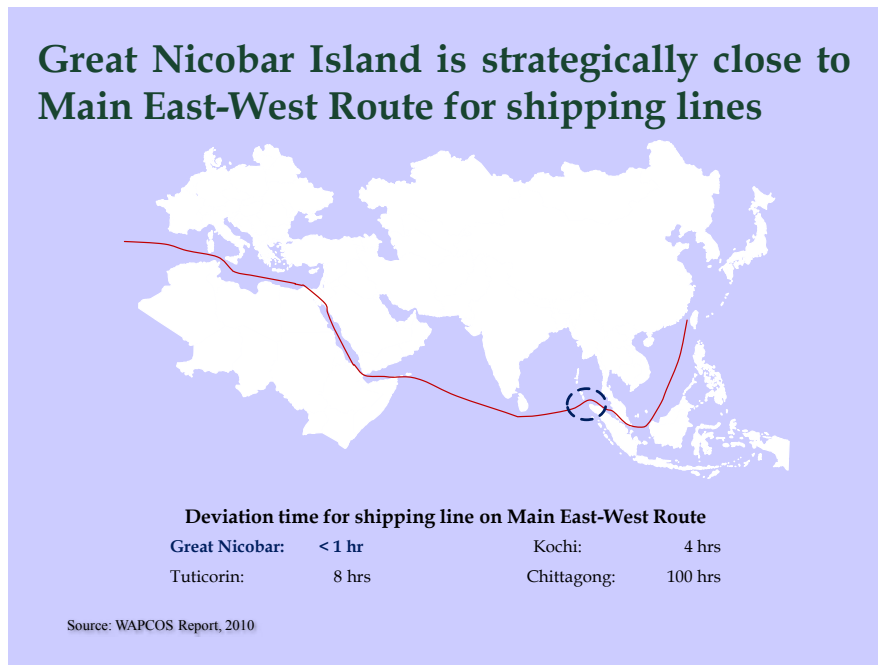 Great Nicobar Island is strategically close to
Main East-West Route for shipping lines
Deviation time for shipping line on Main East-West Route
Great Nicobar: < 1 hr Kochi: 4 hrs
Tuticorin: 8 hrs Chittagong: 100 hrs
Source: WAPCOS Report, 2010